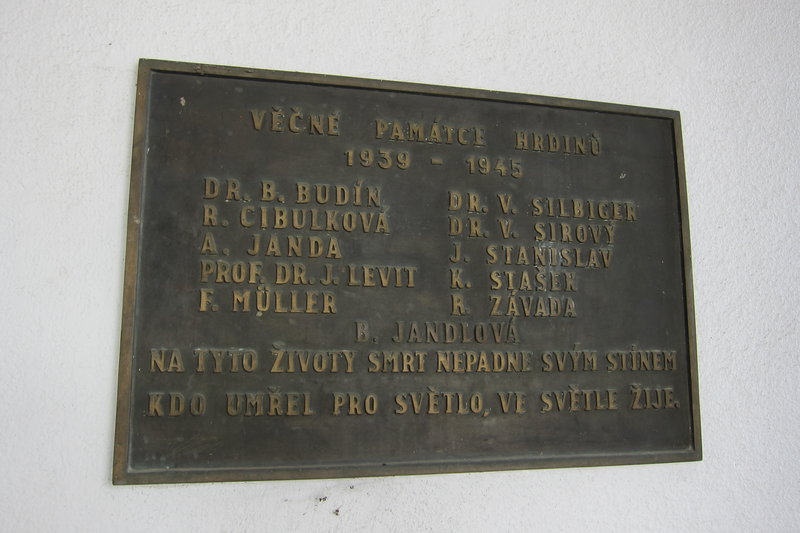 VĚČNÉ PAMÁTCE HRDINŮ
1939 - 1945
DR. B. BUDÍN
R. CIBULKOVÁ
A. JANDA
PROF. DR. J. LEVIT
F. MÜLLER
DR. V. SILBIGER
DR. V. SIROVÝ
J. STANISLAV
K. STAŠEK
R. ZÁVADA
B. JANDLOVÁ
NA TYTO ŽIVOTY SMRT NEPADNE SVÝM STÍNEM
KDO UMŘEL PRO SVĚTLO, VE SVĚTLE ŽIJE.